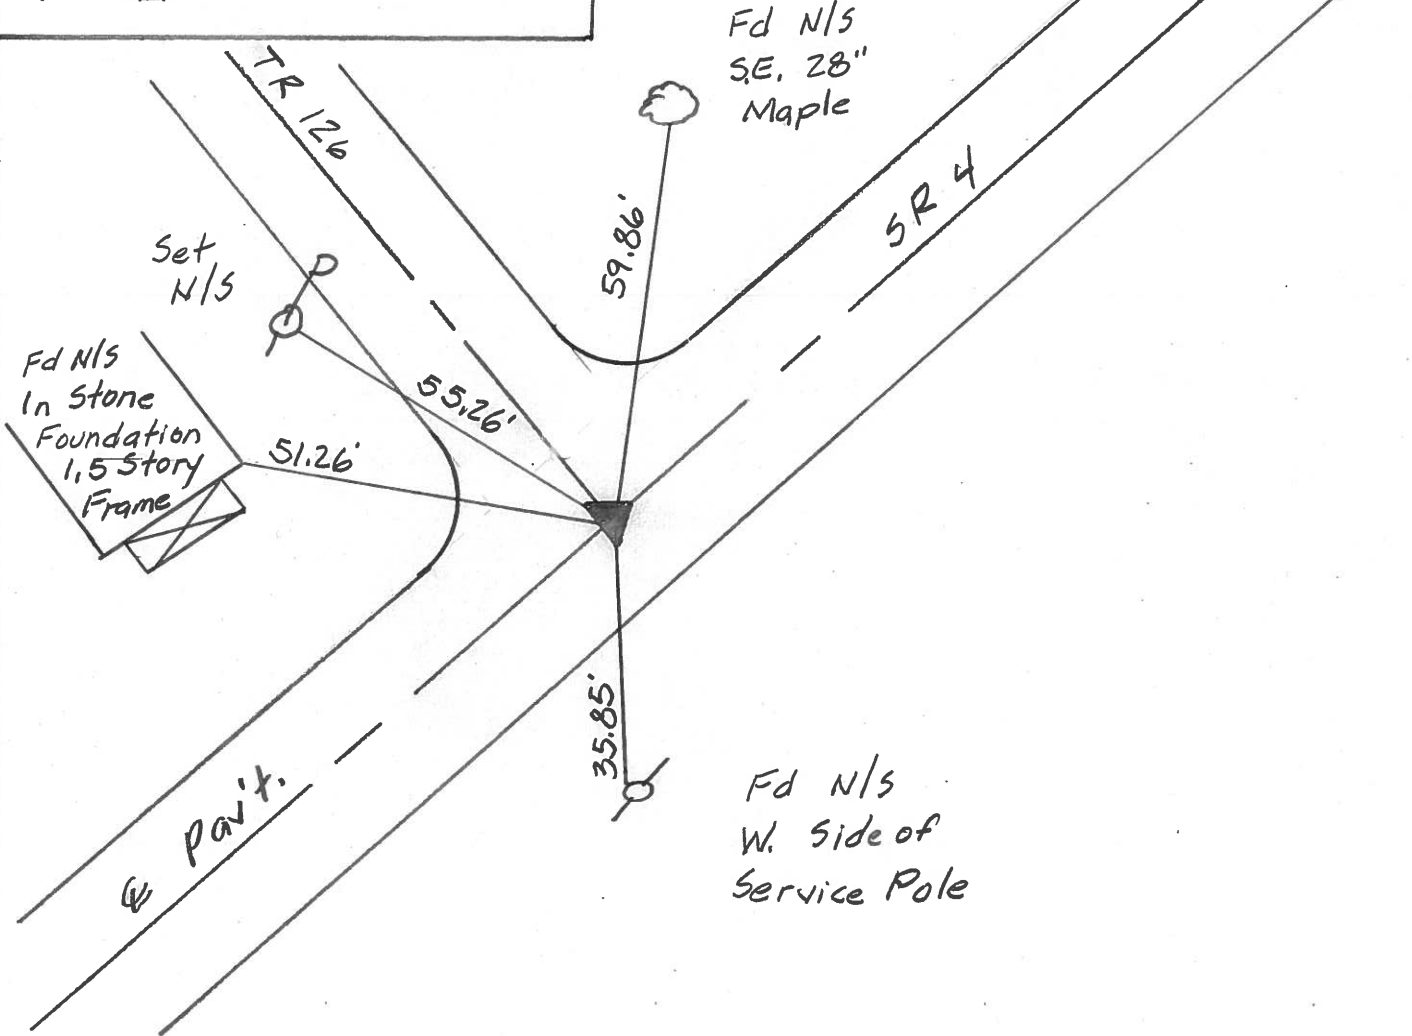 Fd N/S
S.E. 28"
Maple
TR 126
SR 4
59.86'
Set
N/S
Fd N/S
In Stone
Foundation
1.5 Story
Frame
55.26'
51.26'
35.85'
℄ Pav't.
Fd N/S
W. Side of
Service Pole